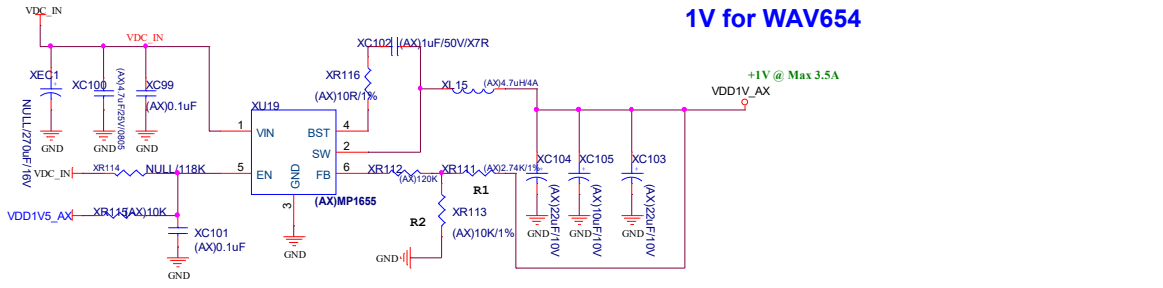 1V for WAV654
VDC_IN
VDC_IN
XC102
(AX)1uF/50V/X7R
+1V @ Max 3.5A
VDD1V_AX
XEC1
NULL/270uF/16V
XC100
(AX)4.7uF/25V/0805
XC99
(AX)0.1uF
XR116
(AX)10R/1%
XL15
(AX)4.7uH/4A
GND
GND
GND
XU19
1
VIN
BST
4
SW
2
5
EN
FB
6
GND
3
(AX)MP1655
GND
VDC_IN
XR114
NULL/118K
VDD1V5_AX
XR115
(AX)10K
XC101
(AX)0.1uF
GND
XR112
(AX)120K
XR111
(AX)2.74K/1%
R1
R2
XR113
(AX)10K/1%
GND
XC104
(AX)22uF/10V
GND
XC105
(AX)10uF/10V
GND
XC103
(AX)22uF/10V
GND